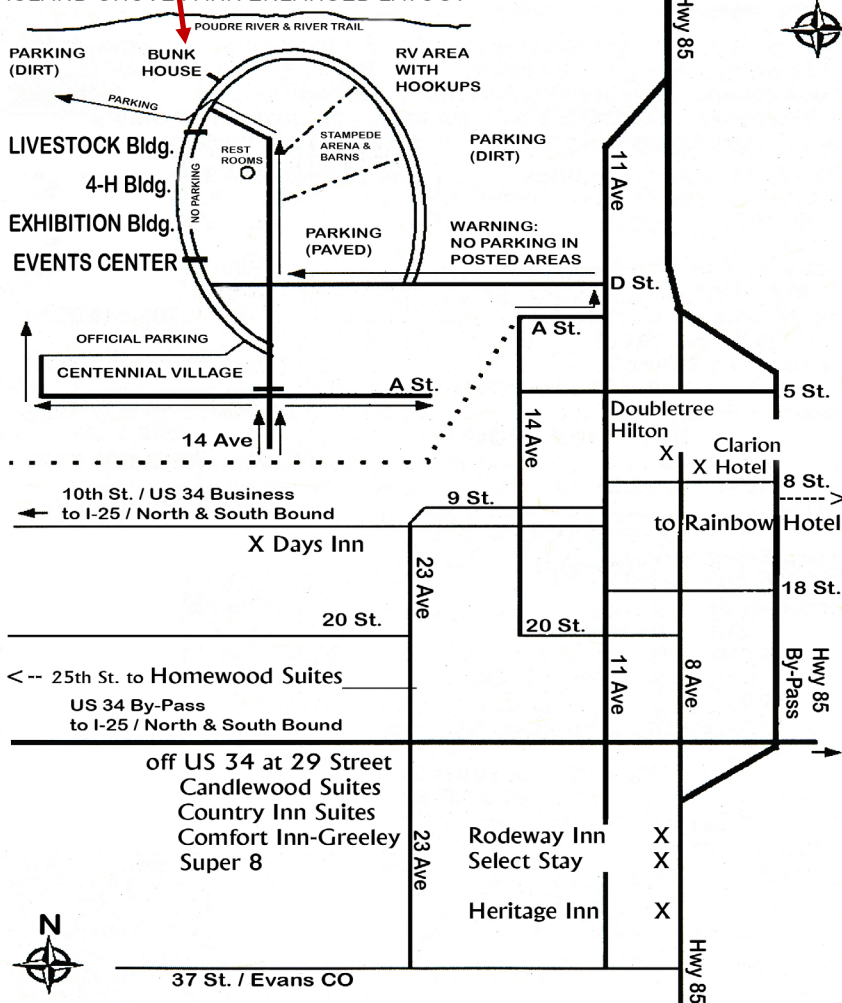 ISLAND GROVE PARK ENLARGED LAYOUT
POUDRE RIVER & RIVER TRAIL
Hwy 85
PARKING
(DIRT)
BUNK
HOUSE
RV AREA
WITH
HOOKUPS
PARKING
LIVESTOCK Bldg.
4-H Bldg.
EXHIBITION Bldg.
EVENTS CENTER
NO PARKING
REST
ROOMS
STAMPEDE
ARENA &
BARNS
PARKING
(DIRT)
PARKING
(PAVED)
WARNING:
NO PARKING IN
POSTED AREAS
11 Ave
D St.
A St.
OFFICIAL PARKING
CENTENNIAL VILLAGE
A St.
14 Ave
5 St.
14 Ave
Doubletree
Hilton
X
Clarion
X Hotel
8 St.
------ >
to Rainbow Hotel
10th St. / US 34 Business
to I-25 / North & South Bound
9 St.
X Days Inn
23 Ave
18 St.
20 St.
20 St.
< -- 25th St. to Homewood Suites
US 34 By-Pass
to I-25 / North & South Bound
11 Ave
8 Ave
Hwy 85
By-Pass
off US 34 at 29 Street
Candlewood Suites
Country Inn Suites
Comfort Inn-Greeley
Super 8
23 Ave
Rodeway Inn X
Select Stay X
Heritage Inn X
N
37 St. / Evans CO
Hwy 85